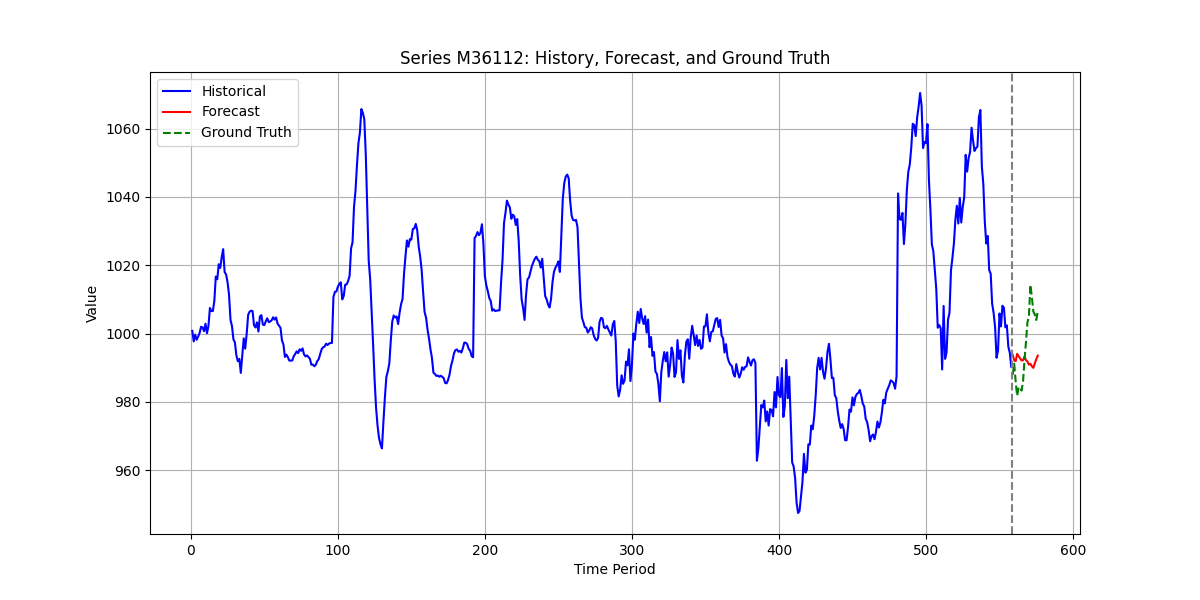 Series M36112: History, Forecast, and Ground Truth
Historical
Forecast
Ground Truth
Value
1060
1040
1020
1000
980
960
0 100 200 300 400 500 600
Time Period